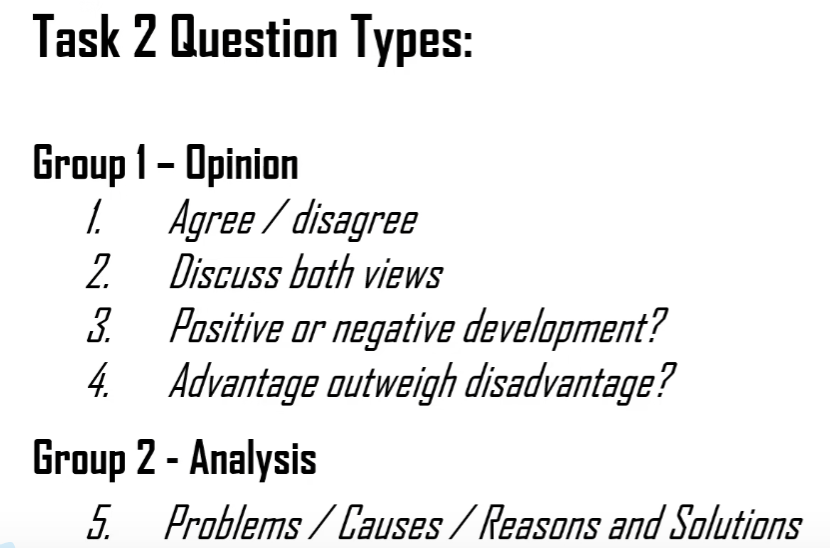 Task 2 Question Types:
Group 1 – Opinion
1. Agree / disagree
2. Discuss both views
3. Positive or negative development?
4. Advantage outweigh disadvantage?
Group 2 - Analysis
5. Problems / Causes / Reasons and Solutions